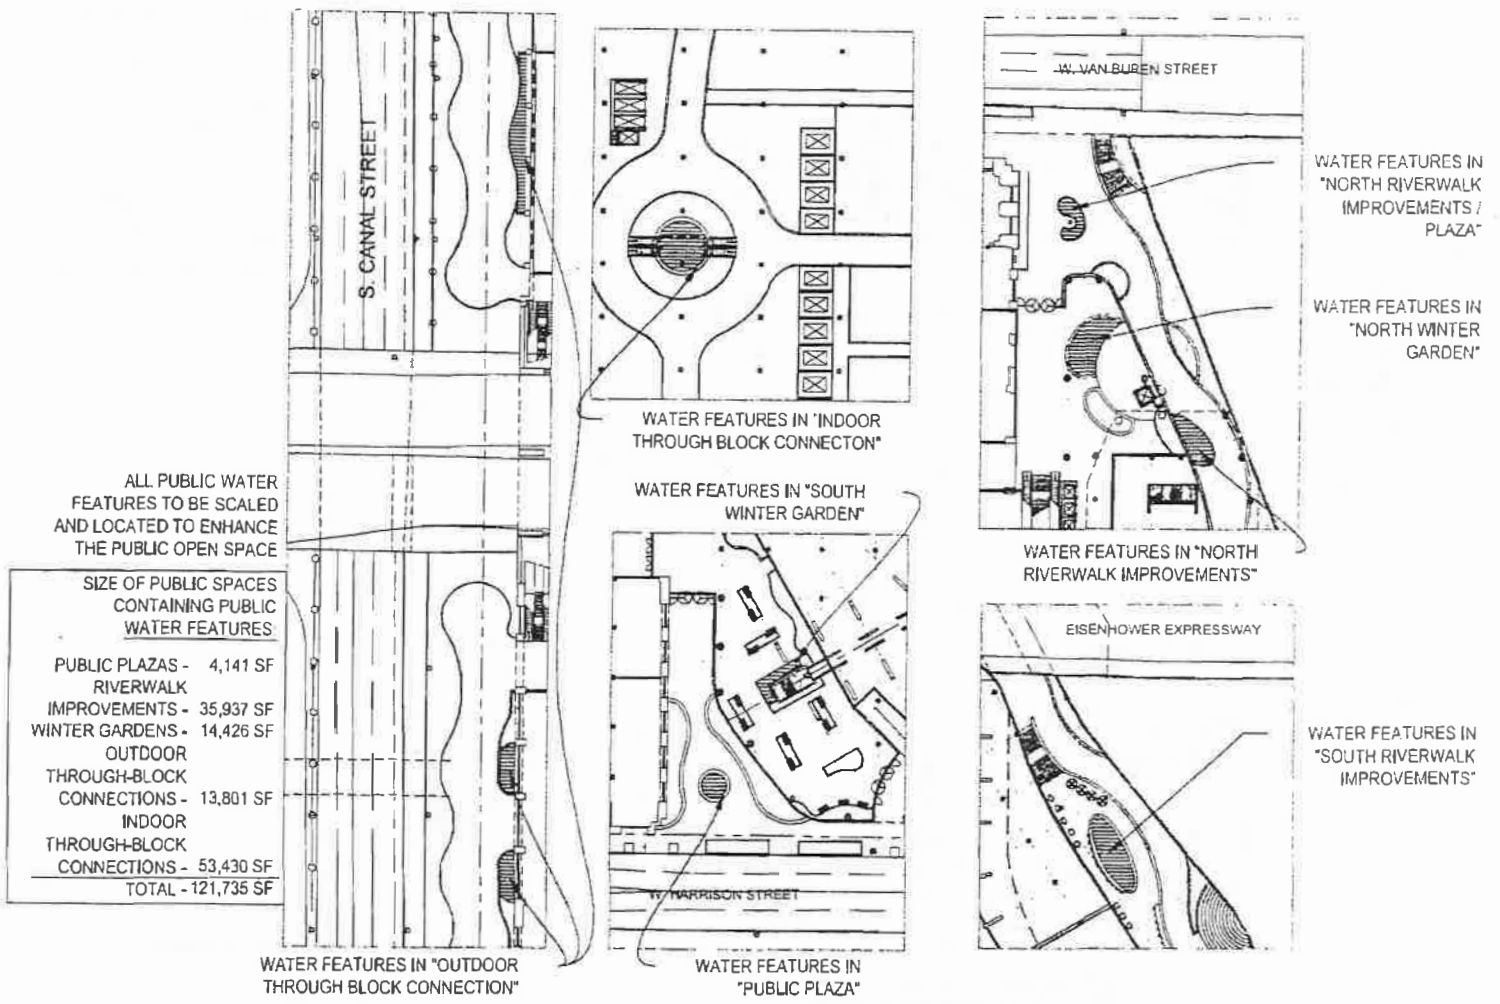 S. CANAL STREET
ALL PUBLIC WATER
FEATURES TO BE SCALED
AND LOCATED TO ENHANCE
THE PUBLIC OPEN SPACE
SIZE OF PUBLIC SPACES
CONTAINING PUBLIC
WATER FEATURES
PUBLIC PLAZAS - 4,141 SF
RIVERWALK
IMPROVEMENTS - 35,937 SF
WINTER GARDENS - 14,426 SF
OUTDOOR
THROUGH-BLOCK
CONNECTIONS - 13,801 SF
INDOOR
THROUGH-BLOCK
CONNECTIONS - 53,430 SF
TOTAL - 121,735 SF
WATER FEATURES IN "OUTDOOR
THROUGH BLOCK CONNECTION"
WATER FEATURES IN "INDOOR
THROUGH BLOCK CONNECTON"
WATER FEATURES IN "SOUTH
WINTER GARDEN"
W. HARRISON STREET
WATER FEATURES IN
"PUBLIC PLAZA"
W. VAN BUREN STREET
WATER FEATURES IN
"NORTH RIVERWALK
IMPROVEMENTS /
PLAZA"
WATER FEATURES IN
"NORTH WINTER
GARDEN"
WATER FEATURES IN "NORTH
RIVERWALK IMPROVEMENTS"
EISENHOWER EXPRESSWAY
WATER FEATURES IN
"SOUTH RIVERWALK
IMPROVEMENTS"